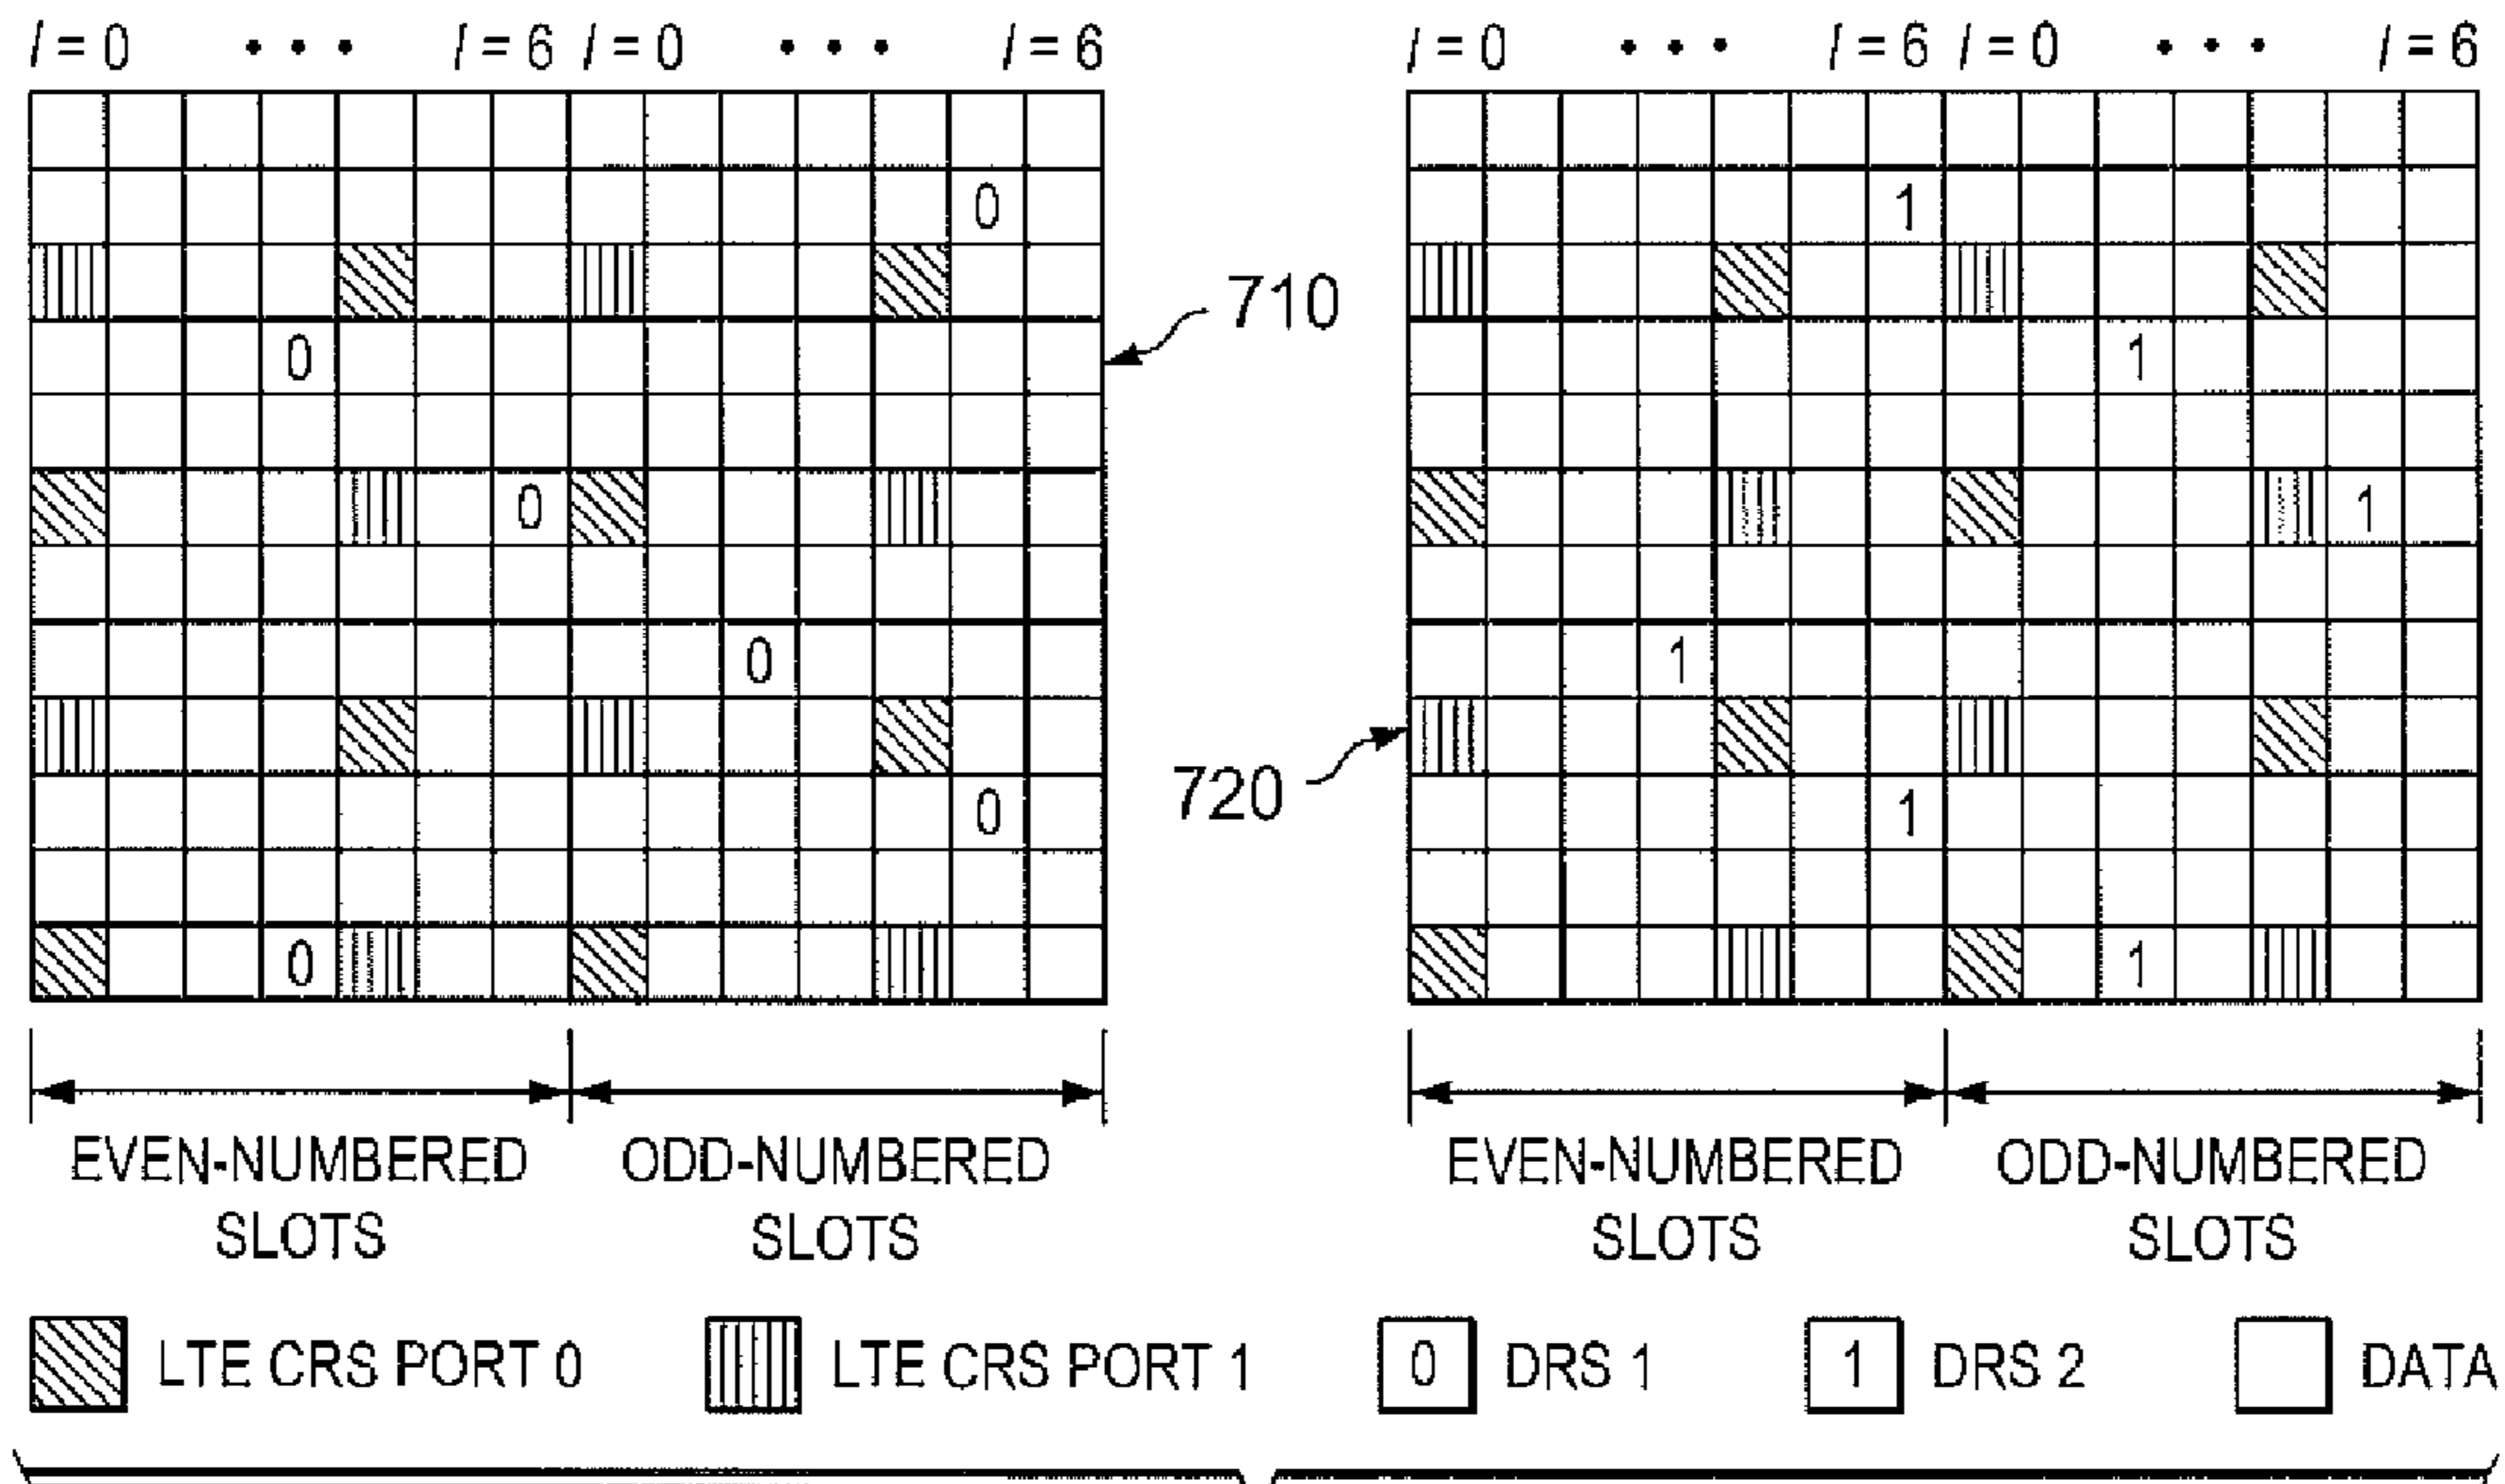 l = 0 • • • l = 6 l = 0 • • • l = 6
l = 0 • • • l = 6 l = 0 • • • l = 6
0
1
710
0
1
0
1
0
1
720
0
1
0
1
EVEN-NUMBERED SLOTS
ODD-NUMBERED SLOTS
EVEN-NUMBERED SLOTS
ODD-NUMBERED SLOTS
LTE CRS PORT 0
LTE CRS PORT 1
0 DRS 1
1 DRS 2
DATA